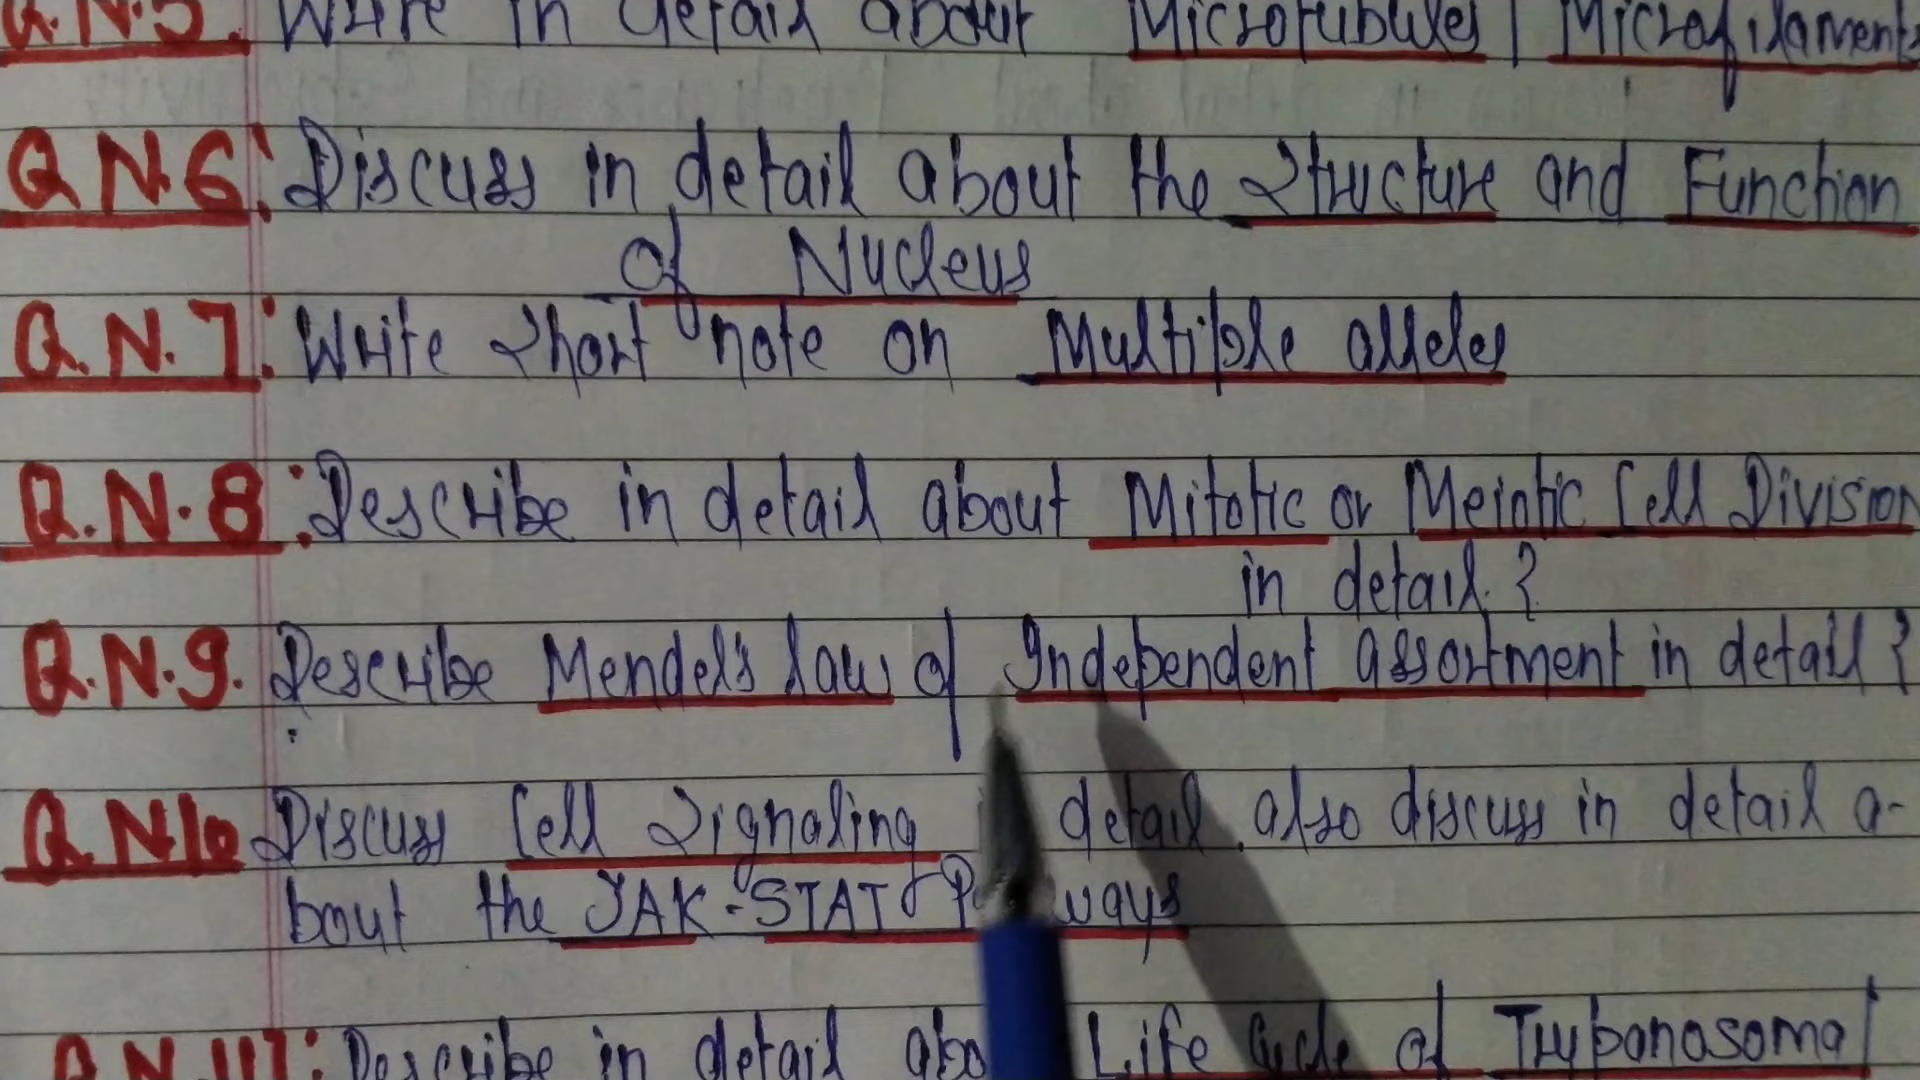 Q.N.5. Write in detail about Microtubules | Microfilaments
Q.N.6: Discuss in detail about the Structure and Function
of Nucleus
Q.N.7: Write short note on Multiple alleles
Q.N.8: Describe in detail about Mitotic or Meiotic Cell Division
in detail?
Q.N.9. Describe Mendel's law of Independent assortment in detail?
Q.N.10 Discuss Cell Signaling detail. also discuss in detail a-
bout the JAK-STAT Pathways
Q.N.11: Describe in detail about Life Cycle of Trypanosoma|